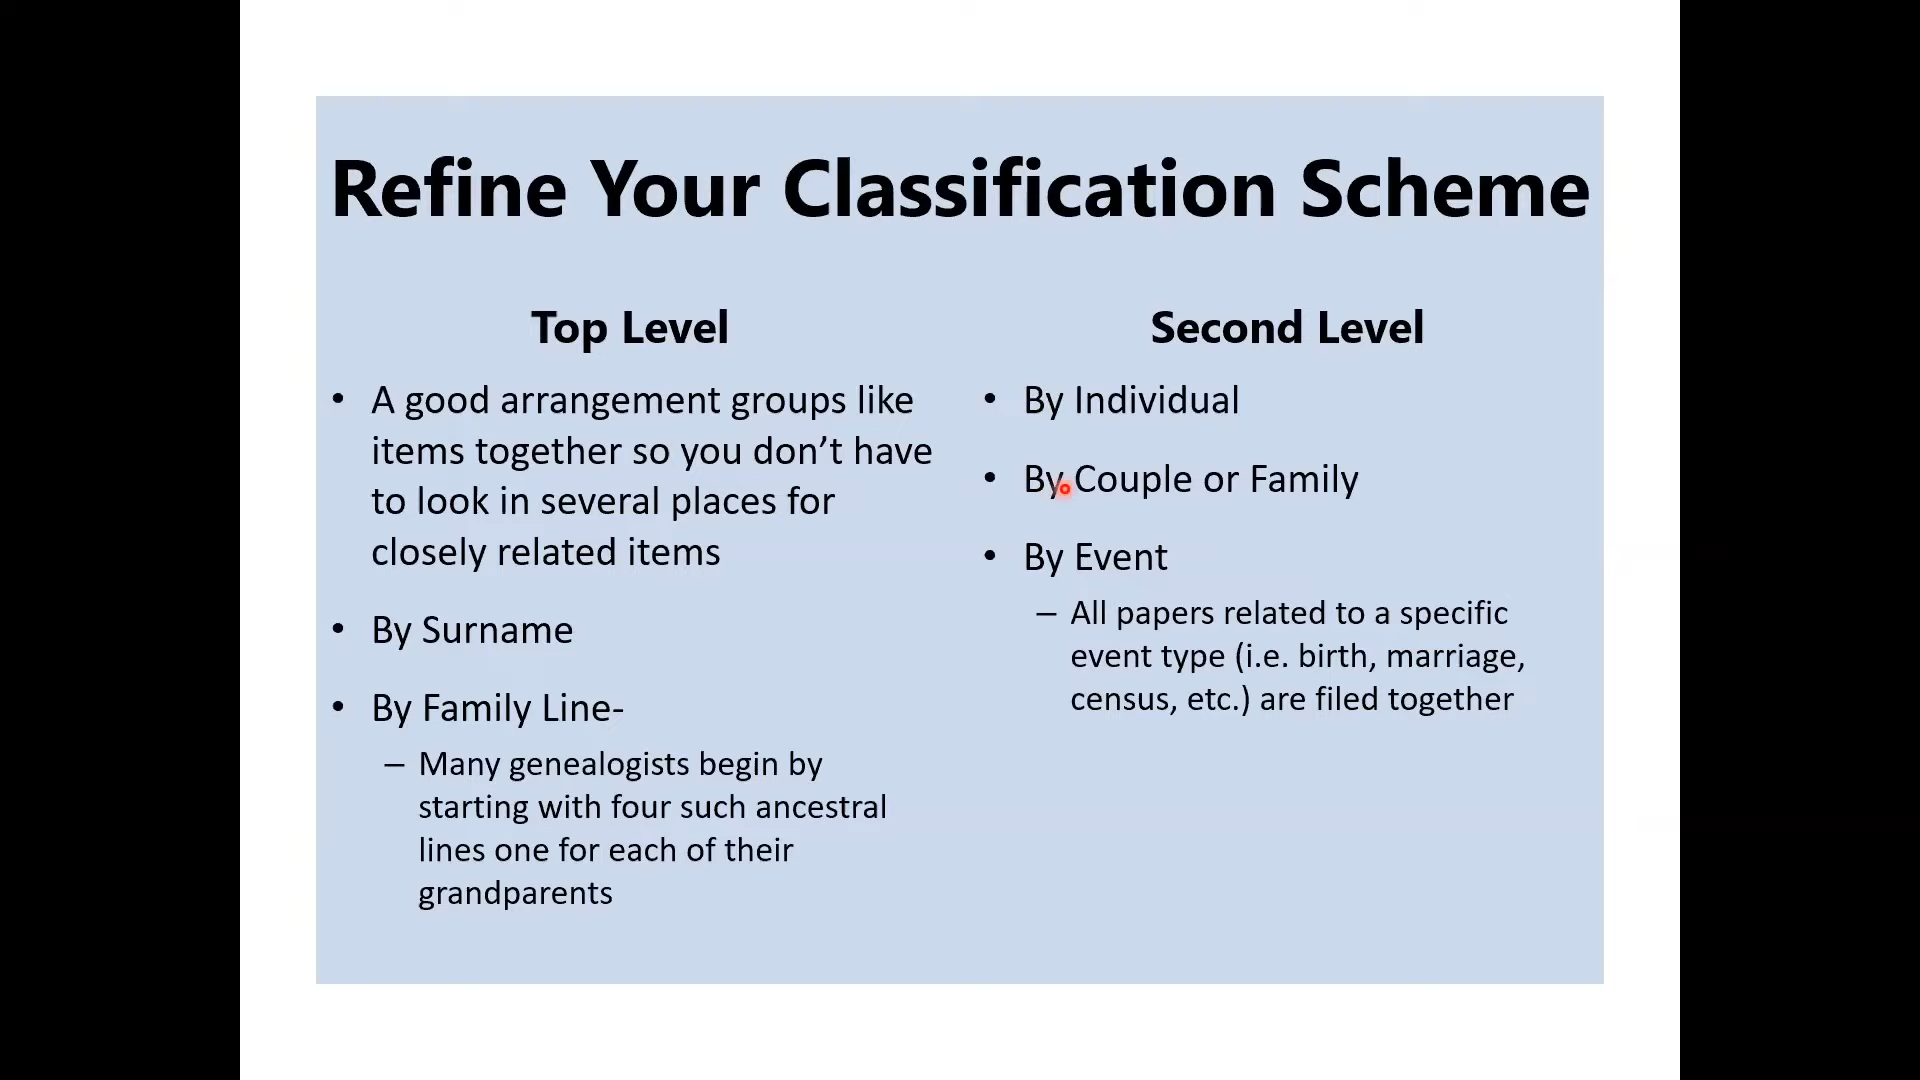 Refine Your Classification Scheme
Top Level
• A good arrangement groups like
items together so you don’t have
to look in several places for
closely related items
• By Surname
• By Family Line-
– Many genealogists begin by
starting with four such ancestral
lines one for each of their
grandparents
Second Level
• By Individual
• By Couple or Family
• By Event
– All papers related to a specific
event type (i.e. birth, marriage,
census, etc.) are filed together